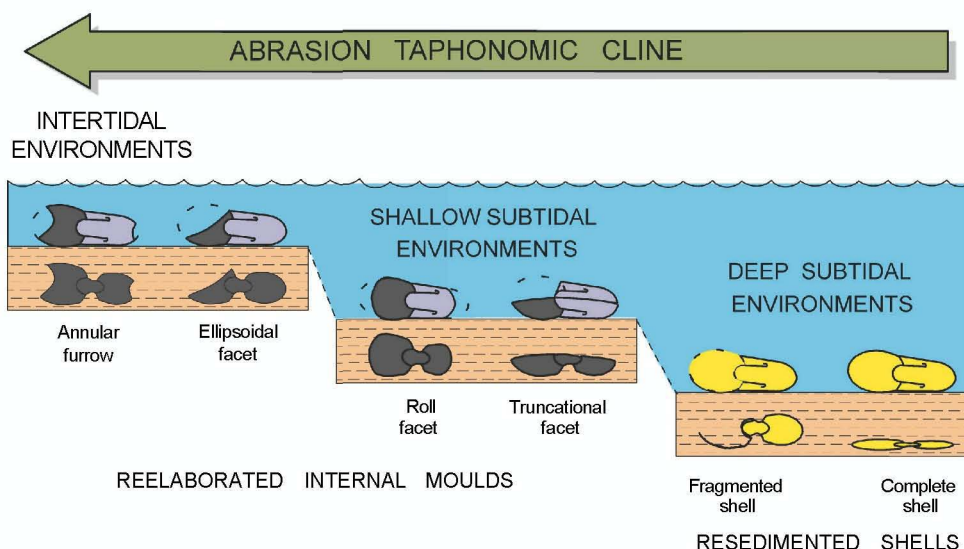 ABRASION TAPHONOMIC CLINE
INTERTIDAL
ENVIRONMENTS
SHALLOW SUBTIDAL
ENVIRONMENTS
DEEP SUBTIDAL
ENVIRONMENTS
Annular
furrow
Ellipsoidal
facet
Roll
facet
Truncational
facet
Fragmented
shell
Complete
shell
REELABORATED INTERNAL MOULDS
RESEDIMENTED SHELLS